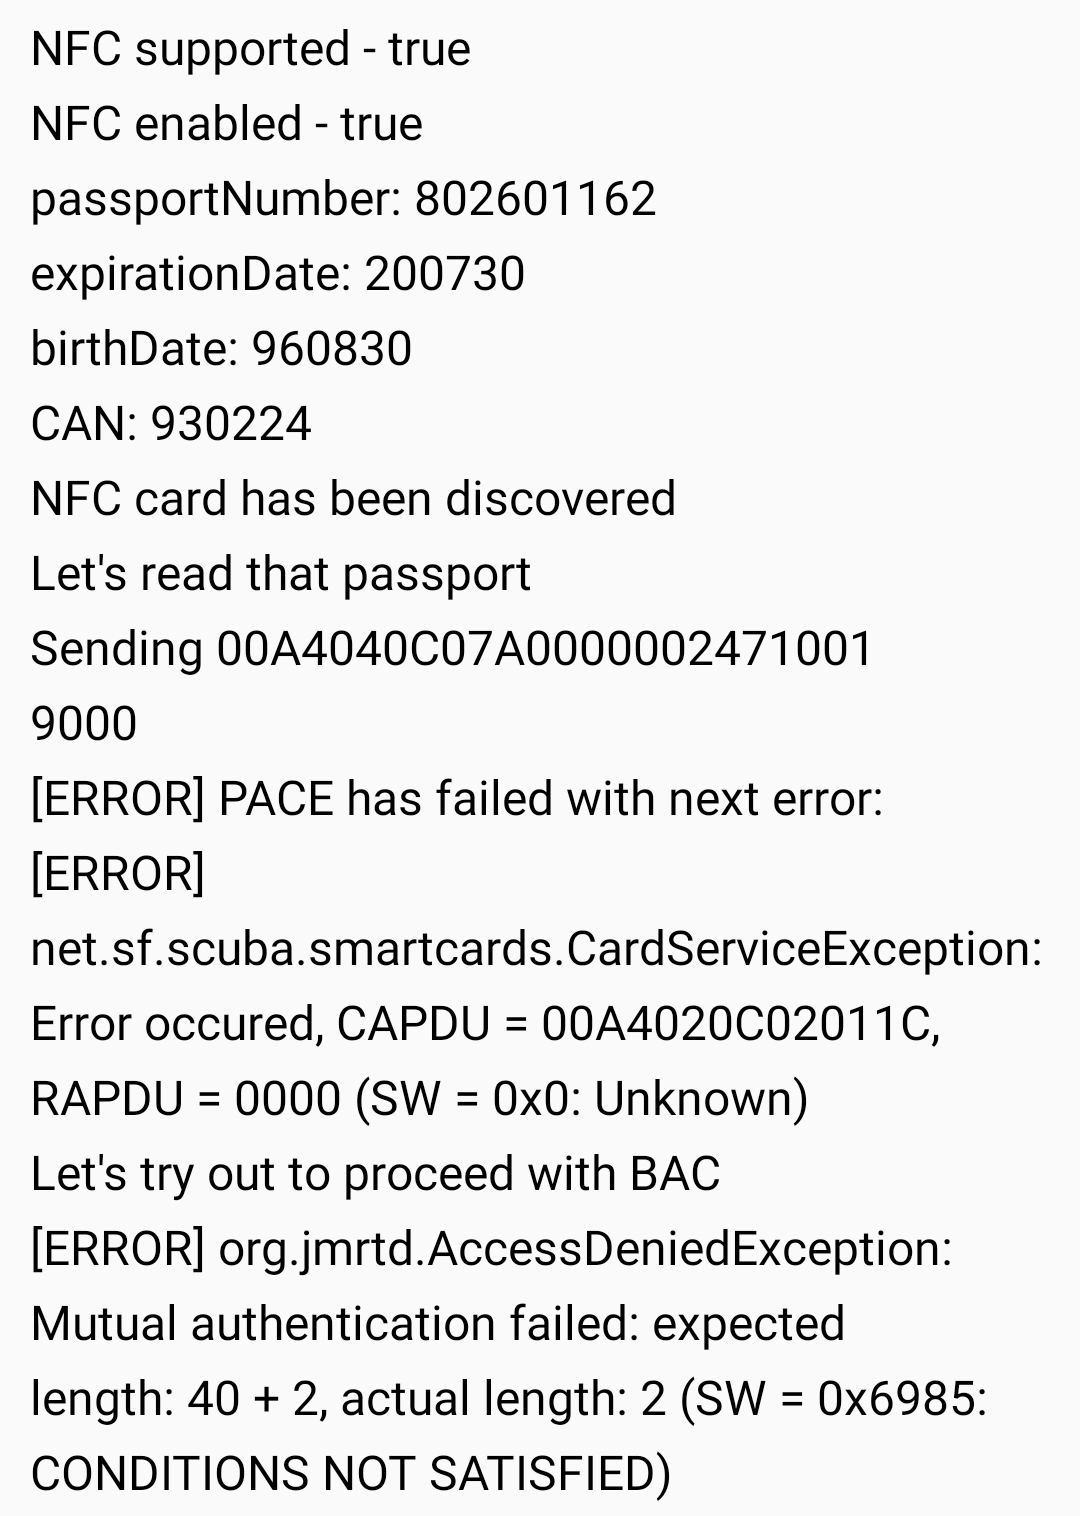 NFC supported - true
NFC enabled - true
passportNumber: 802601162
expirationDate: 200730
birthDate: 960830
CAN: 930224
NFC card has been discovered
Let's read that passport
Sending 00A4040C07A0000002471001
9000
[ERROR] PACE has failed with next error:
[ERROR]
net.sf.scuba.smartcards.CardServiceException:
Error occured, CAPDU = 00A4020C02011C,
RAPDU = 0000 (SW = 0x0: Unknown)
Let's try out to proceed with BAC
[ERROR] org.jmrtd.AccessDeniedException:
Mutual authentication failed: expected
length: 40 + 2, actual length: 2 (SW = 0x6985:
CONDITIONS NOT SATISFIED)